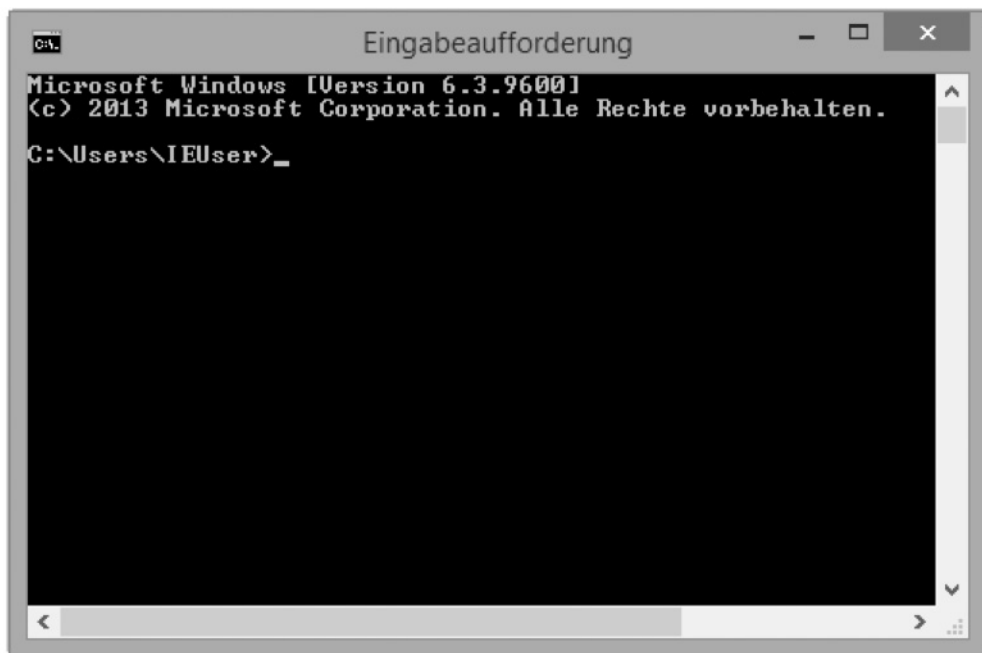 Eingabeaufforderung
Microsoft Windows [Version 6.3.9600]
(c) 2013 Microsoft Corporation. Alle Rechte vorbehalten.
C:\Users\IEUser>_